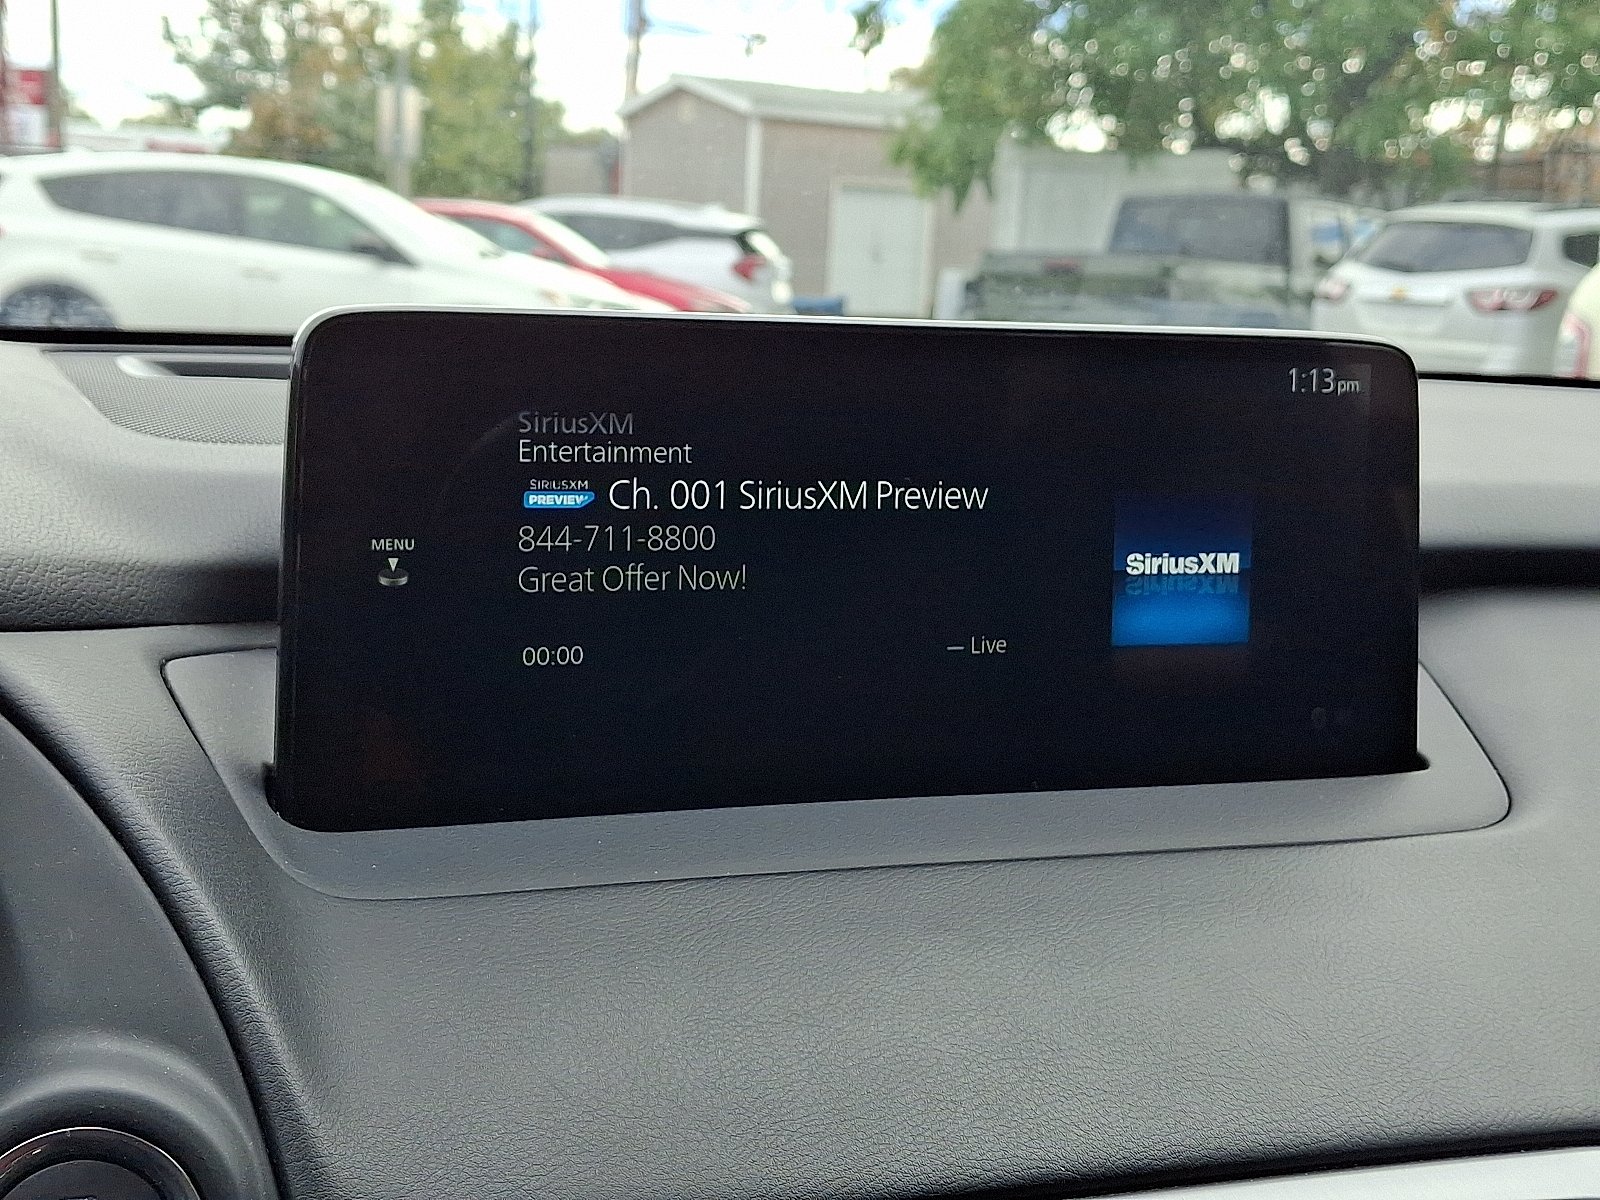 1:13pm
SiriusXM
Entertainment
SIRIUSXM
PREVIEW
Ch. 001 SiriusXM Preview
844-711-8800
Great Offer Now!
MENU
SiriusXM
00:00
Live